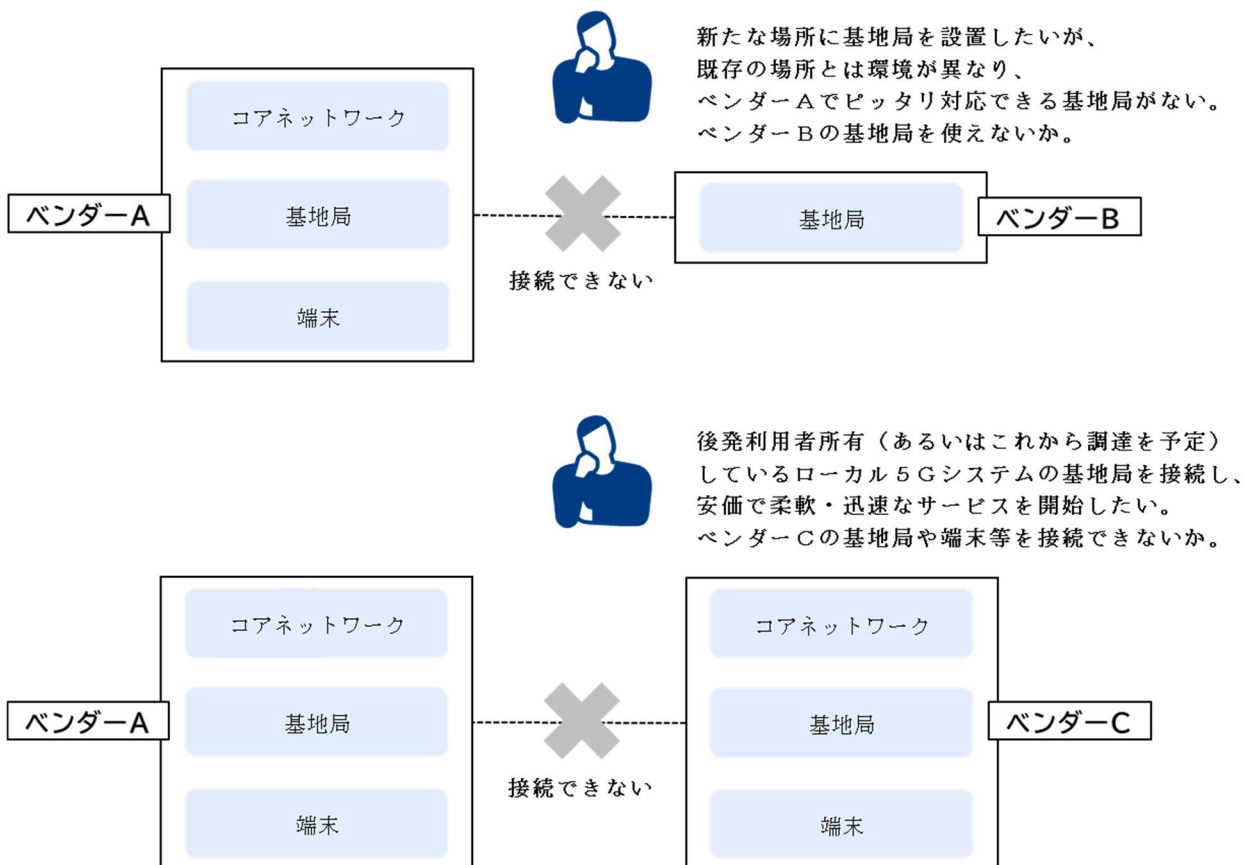 新たな場所に基地局を設置したいが、
既存の場所とは環境が異なり、
ベンダーAでピッタリ対応できる基地局がない。
ベンダーBの基地局を使えないか。
コアネットワーク
ベンダーA
基地局
端末
接続できない
基地局
ベンダーB
後発利用者所有（あるいはこれから調達を予定）
しているローカル５Gシステムの基地局を接続し、
安価で柔軟・迅速なサービスを開始したい。
ベンダーCの基地局や端末等を接続できないか。
コアネットワーク
ベンダーA
基地局
端末
接続できない
コアネットワーク
基地局
ベンダーC
端末